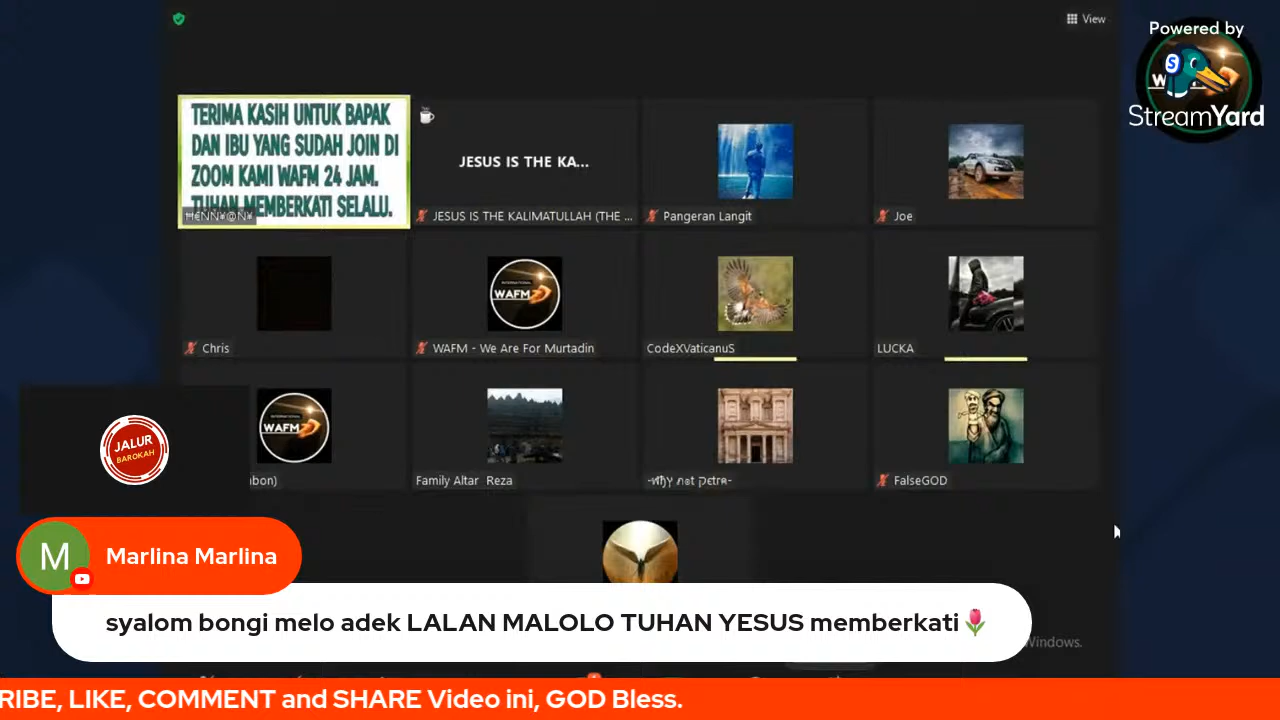 View
Powered by
StreamYard
TERIMA KASIH UNTUK BAPAK
DAN IBU YANG SUDAH JOIN DI
ZOOM KAMI WAFM 24 JAM.
TUHAN MEMBERKATI SELALU.
M€NN¥@N¥
JESUS IS THE KA...
JESUS IS THE KALIMATULLAH (THE ...
Pangeran Langit
Joe
Chris
WAFM
WAFM - We Are For Murtadin
CodeXVaticanuS
LUCKA
JALUR
BAROKAH
WAFM
bon)
Family Altar Reza
FalseGOD
M
Marlina Marlina
syalom bongi melo adek LALAN MALOLO TUHAN YESUS memberkati🌷
Windows.
RIBE, LIKE, COMMENT and SHARE Video ini, GOD Bless.